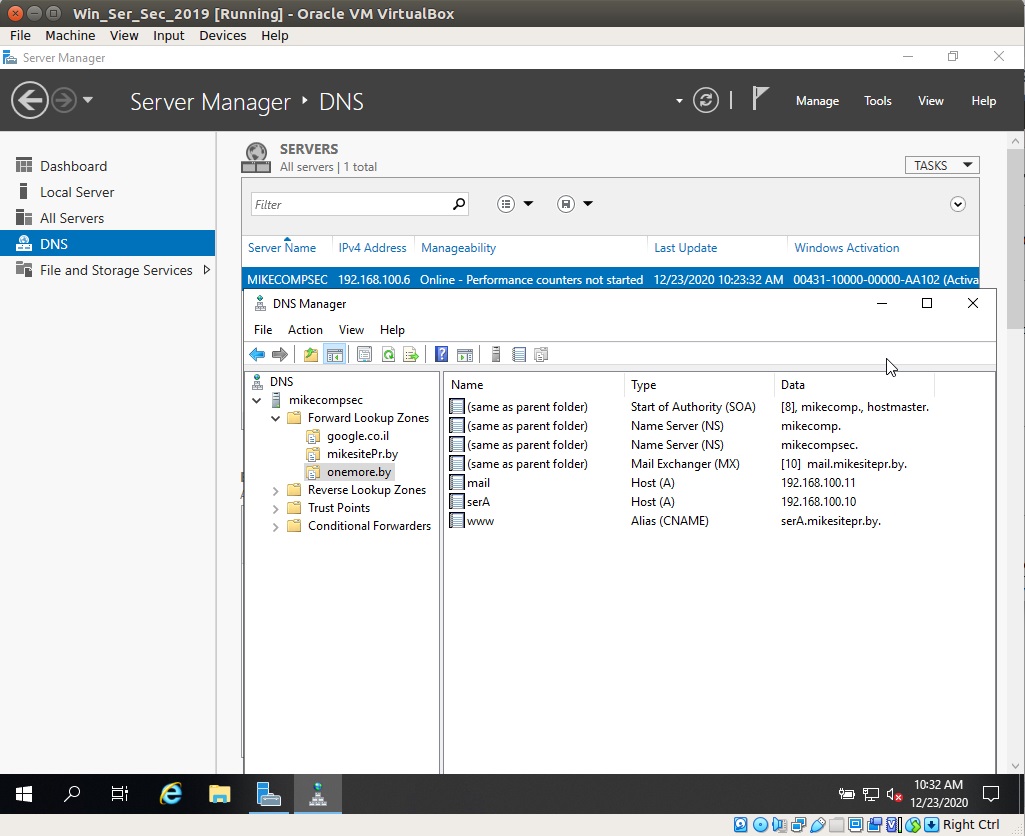 Win_Ser_Sec_2019 [Running] - Oracle VM VirtualBox
File Machine View Input Devices Help
Server Manager
Server Manager DNS
Manage Tools View Help
Dashboard
Local Server
All Servers
DNS
File and Storage Services
SERVERS
All servers | 1 total
TASKS
Filter
Server Name IPv4 Address Manageability Last Update Windows Activation
MIKECOMPSEC 192.168.100.6 Online - Performance counters not started 12/23/2020 10:23:32 AM 00431-10000-00000-AA102 (Activa
DNS Manager
File Action View Help
DNS
mikecompsec
Forward Lookup Zones
google.co.il
mikesitePr.by
onemore.by
Reverse Lookup Zones
Trust Points
Conditional Forwarders
Name Type Data
(same as parent folder) Start of Authority (SOA) [8], mikecomp., hostmaster.
(same as parent folder) Name Server (NS) mikecomp.
(same as parent folder) Name Server (NS) mikecompsec.
(same as parent folder) Mail Exchanger (MX) [10] mail.mikesitepr.by.
mail Host (A) 192.168.100.11
serA Host (A) 192.168.100.10
www Alias (CNAME) serA.mikesitepr.by.
10:32 AM
12/23/2020
Right Ctrl